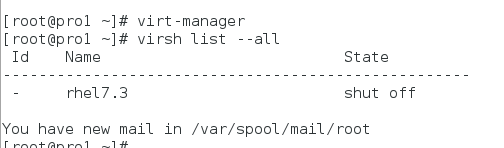 [root@pro1 ~]# virt-manager
[root@pro1 ~]# virsh list --all
Id    Name                           State
----------------------------------------------------
-     rhel7.3                        shut off
You have new mail in /var/spool/mail/root
[root@pro1 ~]#